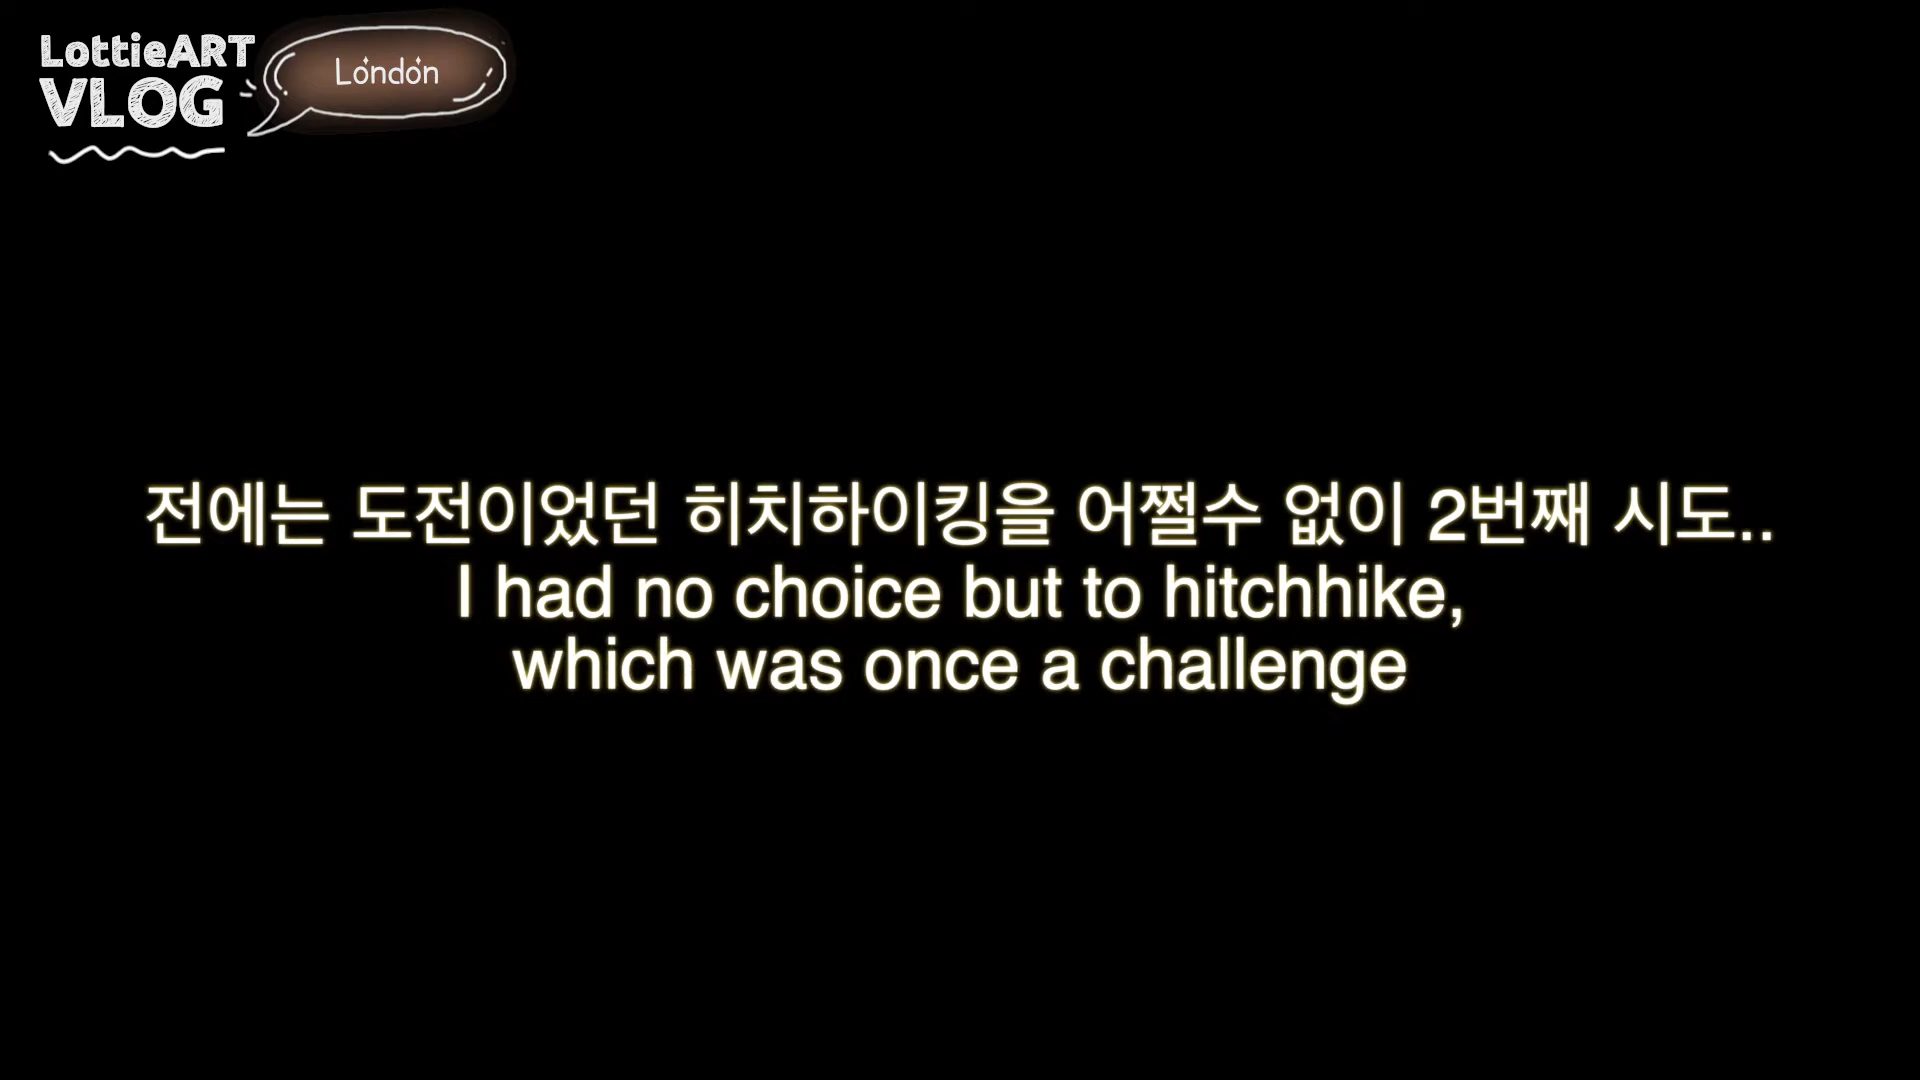 LottieART
VLOG
London
전에는 도전이었던 히치하이킹을 어쩔수 없이 2번째 시도..
I had no choice but to hitchhike,
which was once a challenge